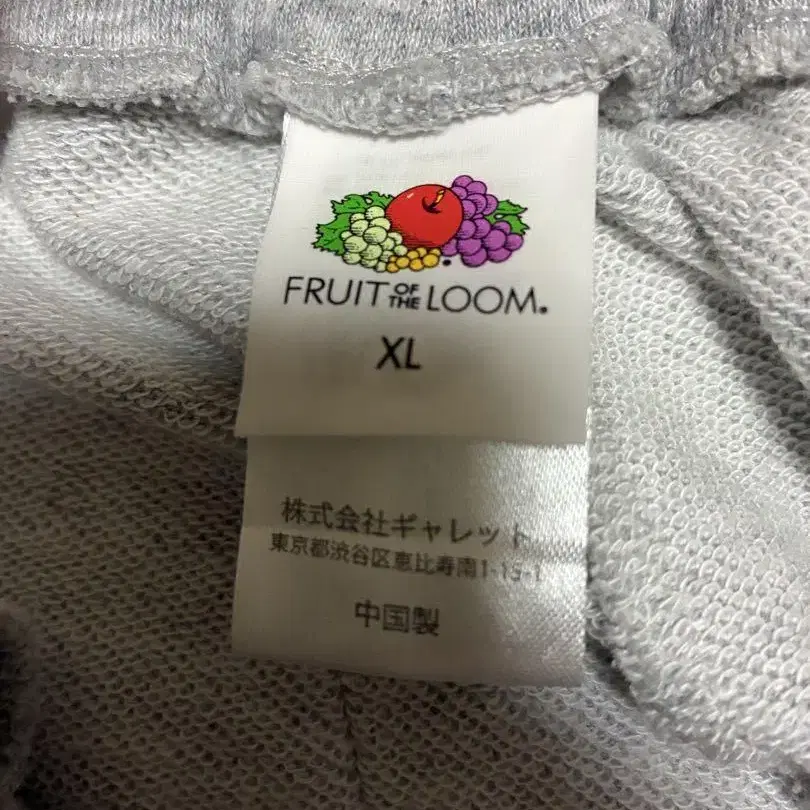 FRUIT OF THE LOOM.
XL
株式会社ギャレット
東京都渋谷区恵比寿南1-15-1
中国製